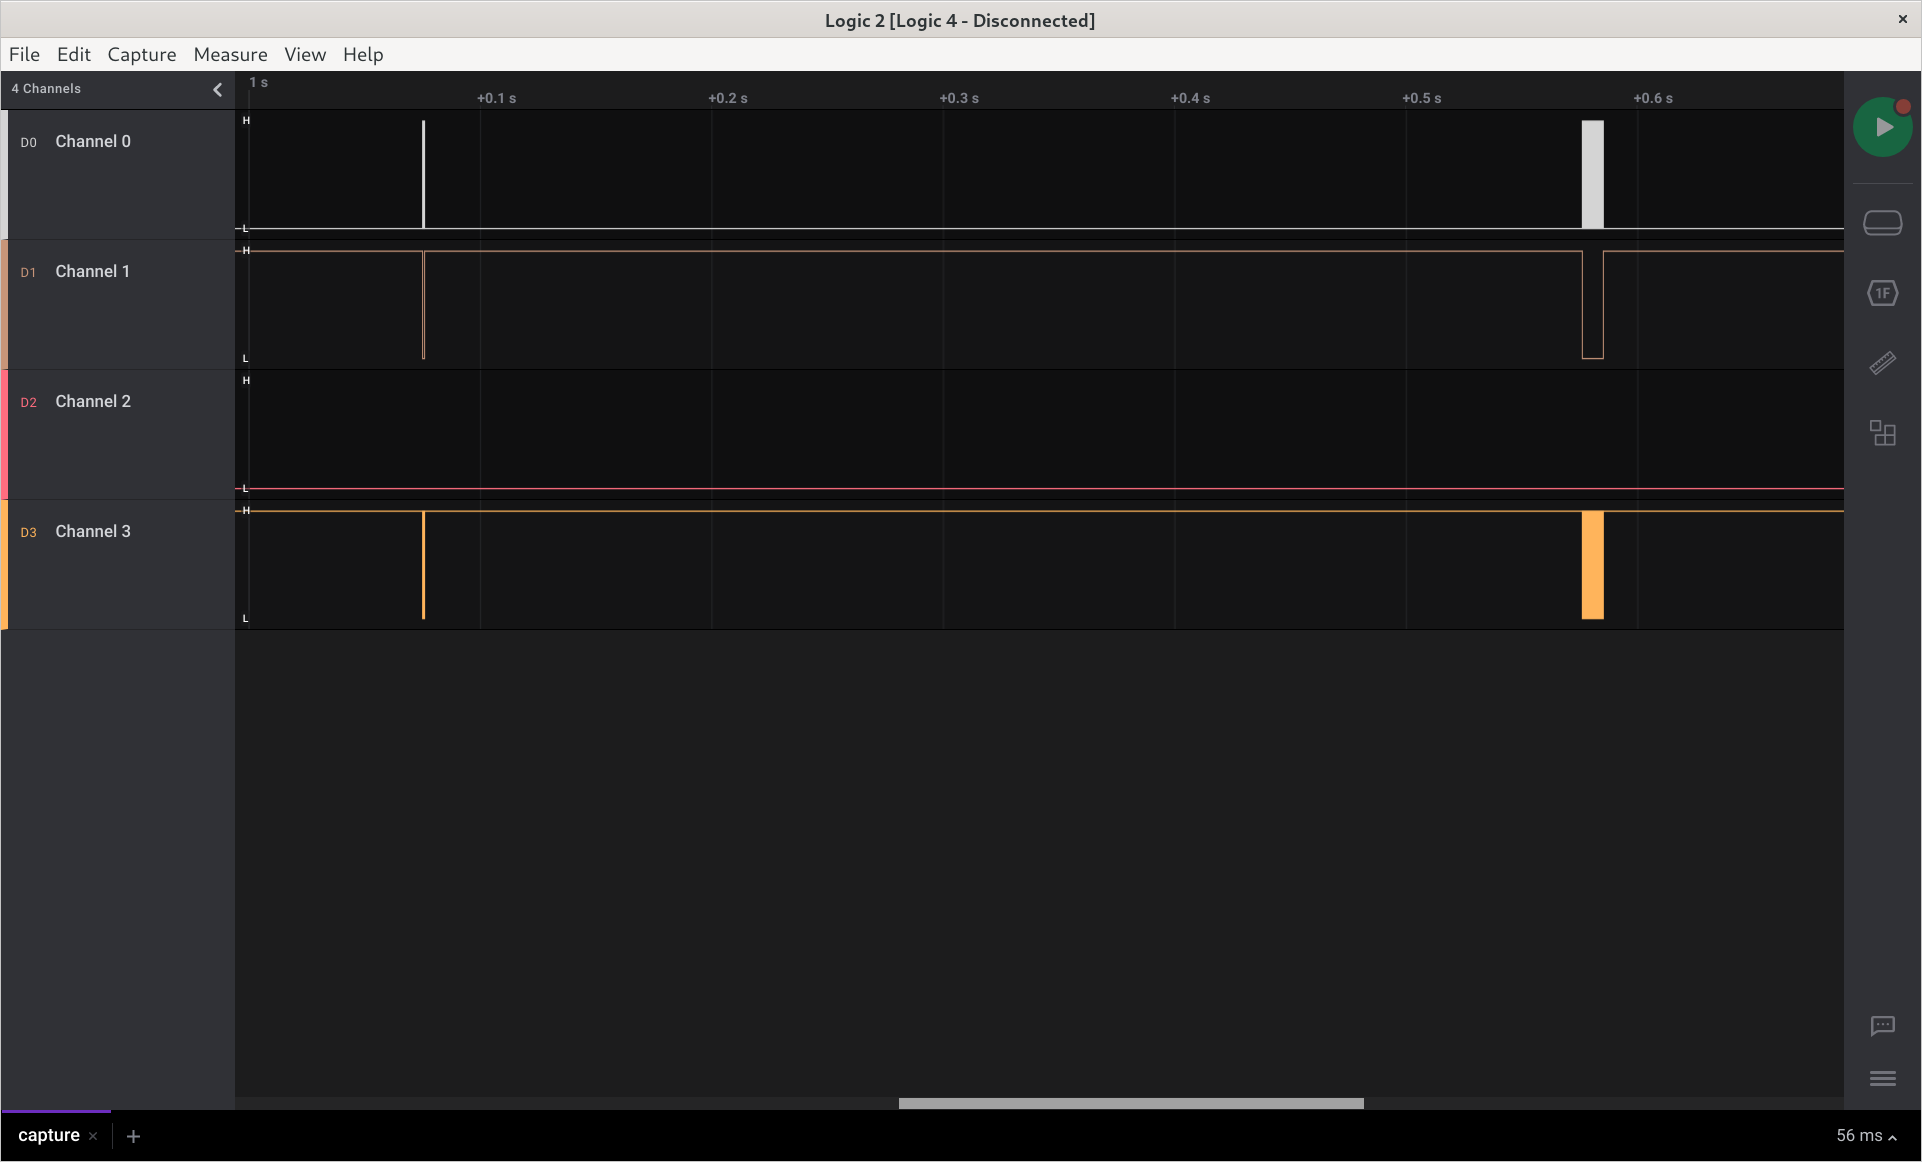 Logic 2 [Logic 4 - Disconnected]
×
File Edit Capture Measure View Help
4 Channels
1 s
+0.1 s +0.2 s +0.3 s +0.4 s +0.5 s +0.6 s
D0 Channel 0
H
L
D1 Channel 1
H
L
D2 Channel 2
H
L
D3 Channel 3
H
L
1F
capture × +
56 ms